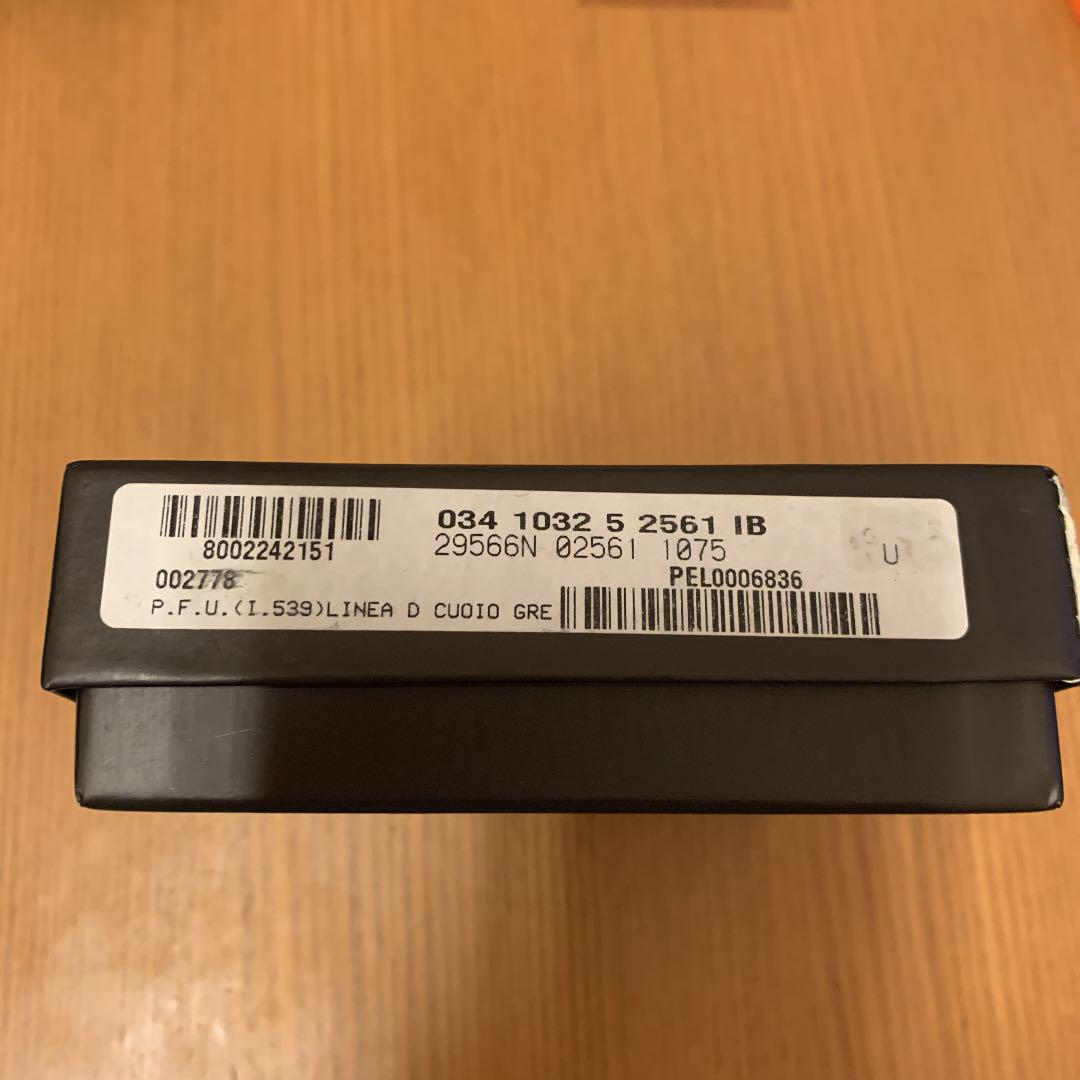 034 1032 5 2561 IB
8002242151
29566N 02561 1075
U
002778
PEL0006836
P.F.U.(I.539)LINEA D CUOIO GRE